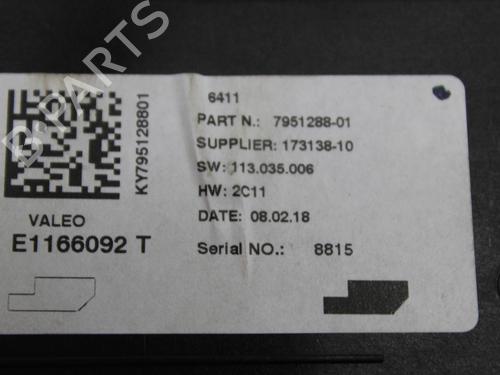 6411
PART N.: 7951288-01
SUPPLIER: 173138-10
SW: 113.035.006
HW: 2C11
DATE: 08.02.18
Serial NO.: 8815
KY795128801
VALEO
E1166092 T
B-PARTS